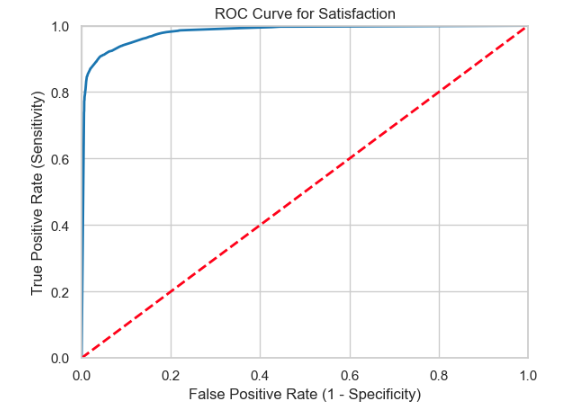 ROC Curve for Satisfaction
True Positive Rate (Sensitivity)
1.0
0.8
0.6
0.4
0.2
0.0
0.0 0.2 0.4 0.6 0.8 1.0
False Positive Rate (1 - Specificity)